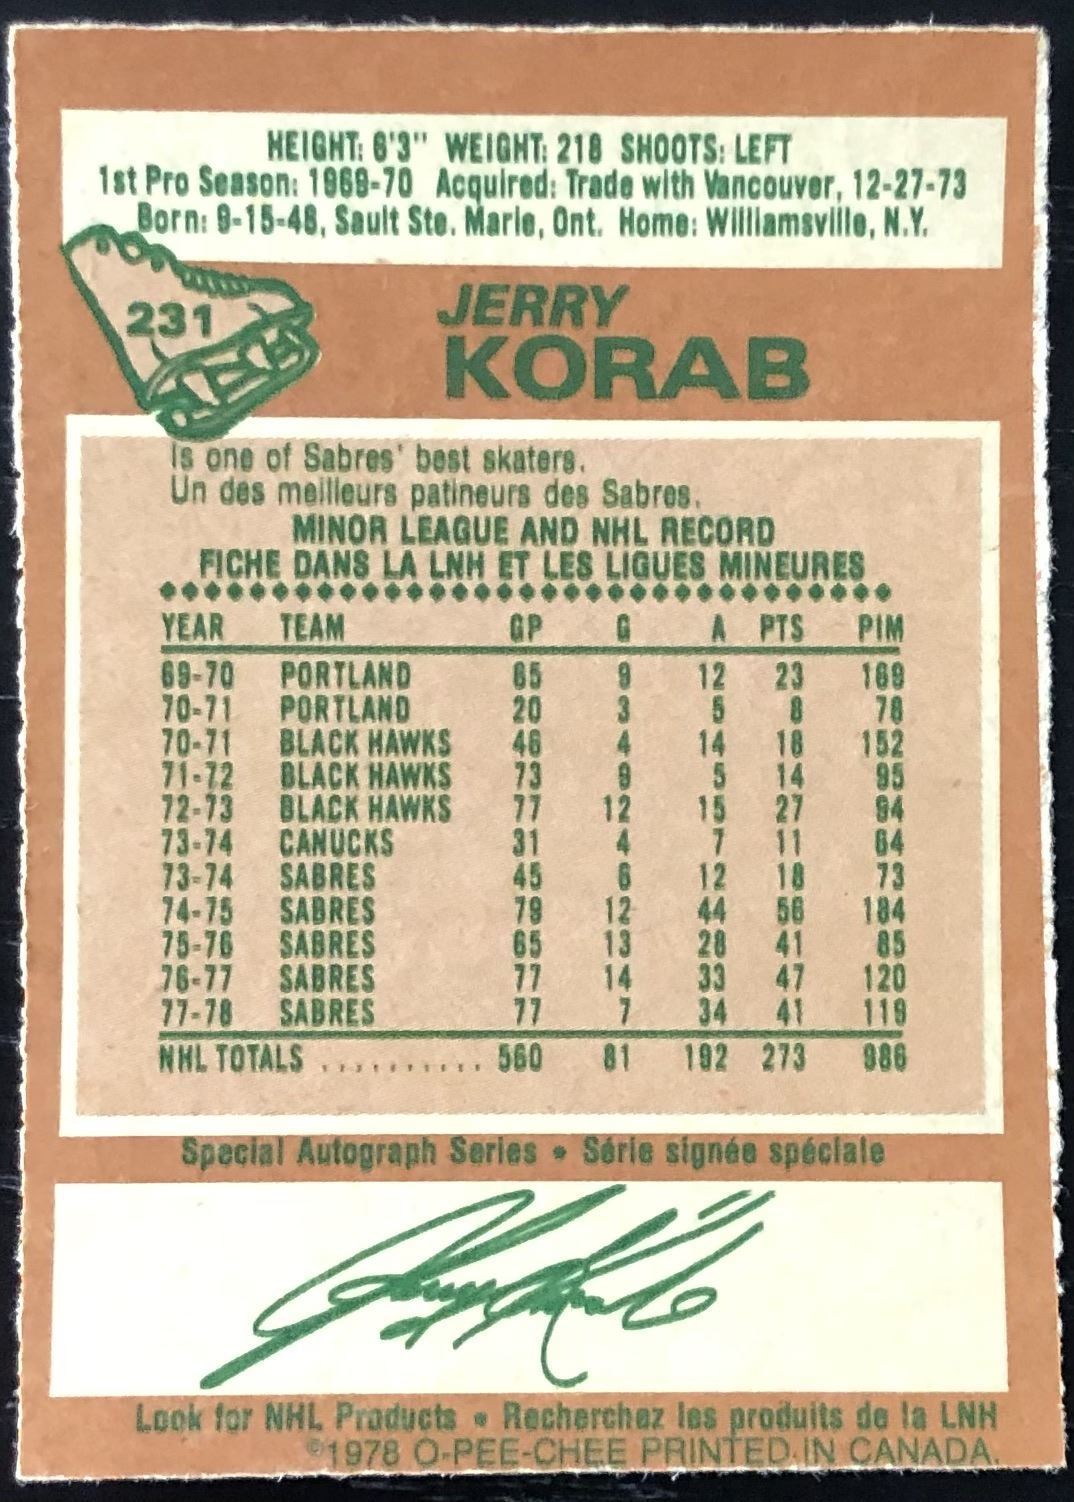 HEIGHT: 6'3" WEIGHT: 218 SHOOTS: LEFT
1st Pro Season: 1969-70 Acquired: Trade with Vancouver, 12-27-73
Born: 9-15-48, Sault Ste. Marie, Ont. Home: Williamsville, N.Y.
231
JERRY
KORAB
Is one of Sabres' best skaters.
Un des meilleurs patineurs des Sabres.
MINOR LEAGUE AND NHL RECORD
FICHE DANS LA LNH ET LES LIGUES MINEURES
YEAR TEAM GP G A PTS PIM
69-70 PORTLAND 65 9 12 23 169
70-71 PORTLAND 20 3 5 8 78
70-71 BLACK HAWKS 46 4 14 18 152
71-72 BLACK HAWKS 73 9 5 14 95
72-73 BLACK HAWKS 77 12 15 27 94
73-74 CANUCKS 31 4 7 11 64
73-74 SABRES 45 6 12 18 73
74-75 SABRES 79 12 44 56 184
75-76 SABRES 65 13 28 41 85
76-77 SABRES 77 14 33 47 120
77-78 SABRES 77 7 34 41 119
NHL TOTALS .......... 560 81 192 273 986
Special Autograph Series • Série signée spéciale
Jerry Korab
Look for NHL Products • Recherchez les produits de la LNH
©1978 O-PEE-CHEE PRINTED IN CANADA.